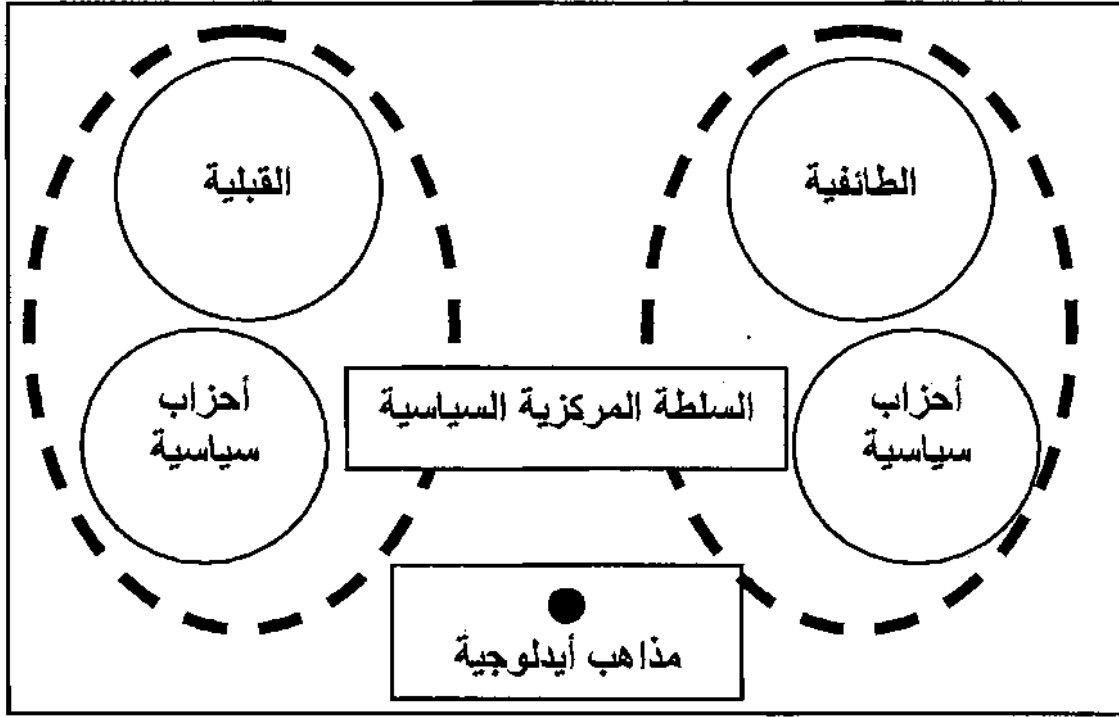 الطائفية
القبلية
أحزاب
سياسية
السلطة المركزية السياسية
أحزاب
سياسية
مذاهب أيدلوجية